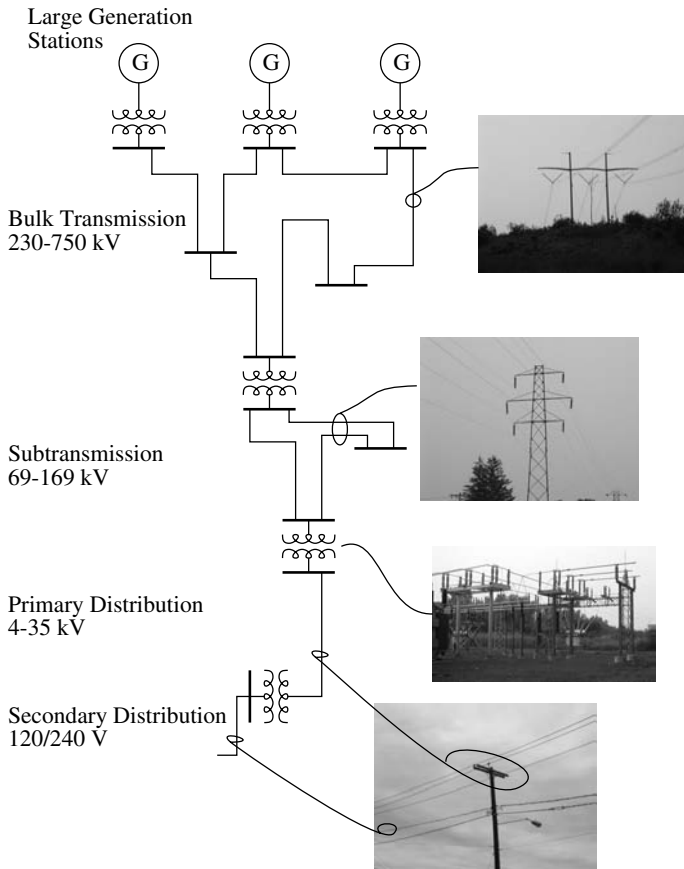 Large Generation
Stations
G
G
G
Bulk Transmission
230-750 kV
Subtransmission
69-169 kV
Primary Distribution
4-35 kV
Secondary Distribution
120/240 V